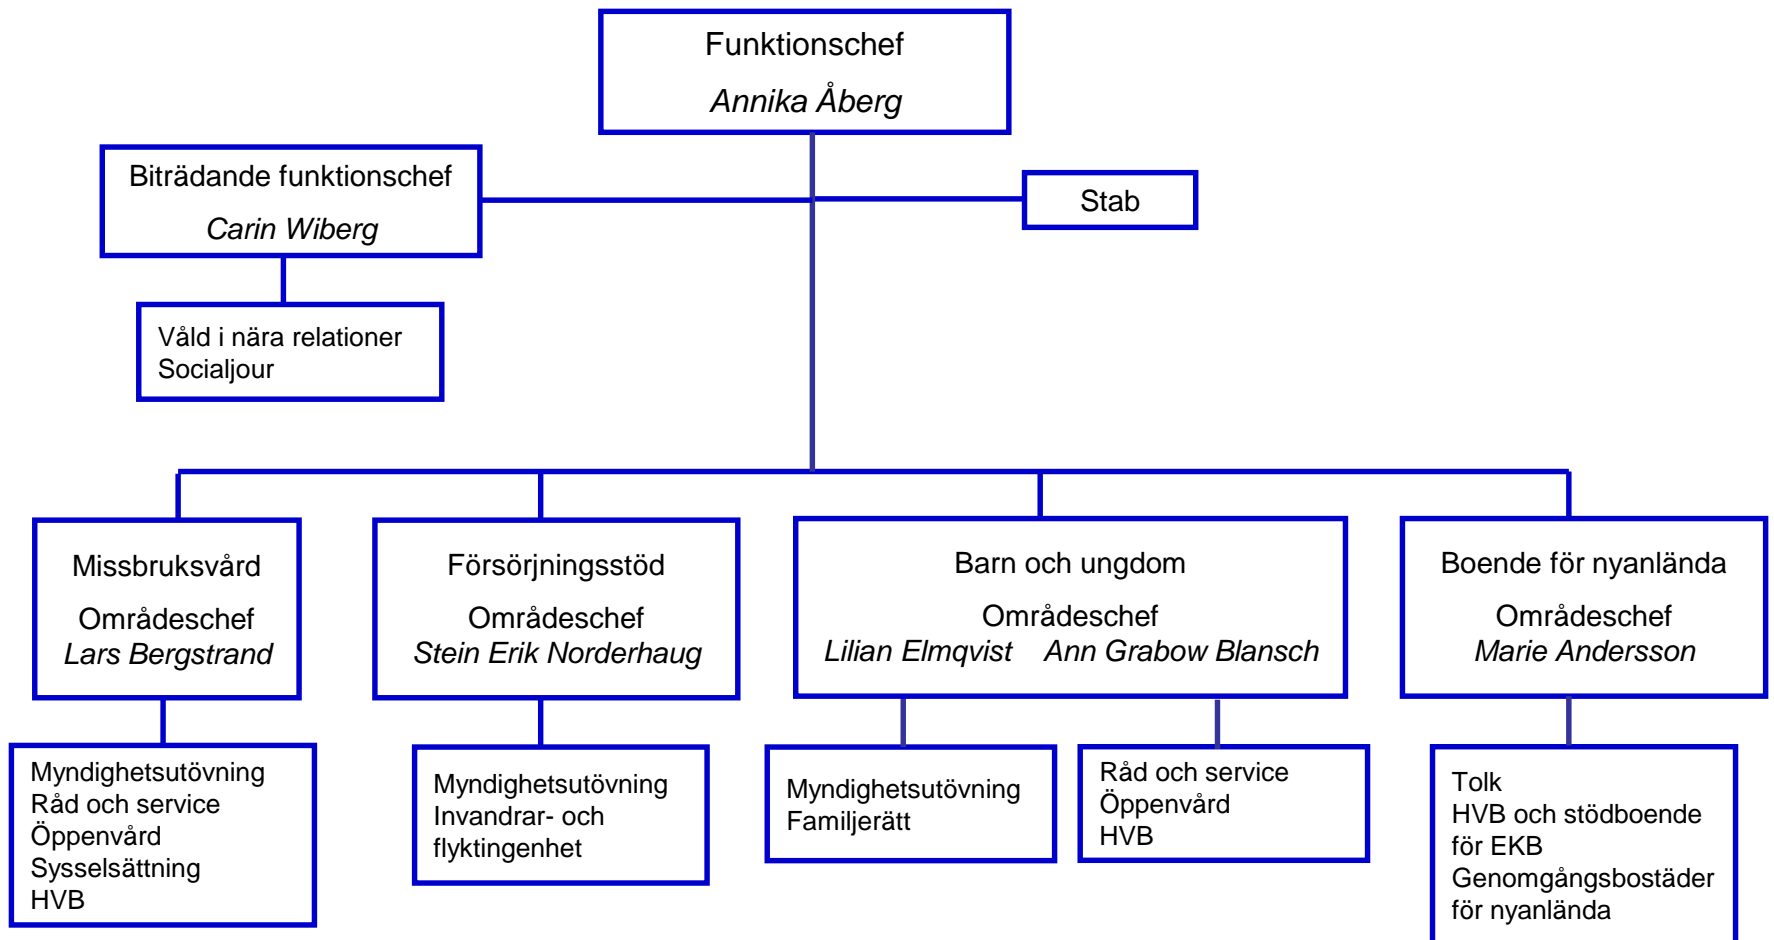 Funktionschef
Annika Åberg
Biträdande funktionschef
Carin Wiberg
Stab
Våld i nära relationer
Socialjour
Missbruksvård
Områdeschef
Lars Bergstrand
Försörjningsstöd
Områdeschef
Stein Erik Norderhaug
Barn och ungdom
Områdeschef
Lilian Elmqvist Ann Grabow Blansch
Boende för nyanlända
Områdeschef
Marie Andersson
Myndighetsutövning
Råd och service
Öppenvård
Sysselsättning
HVB
Myndighetsutövning
Invandrar- och
flyktingenhet
Myndighetsutövning
Familjerätt
Råd och service
Öppenvård
HVB
Tolk
HVB och stödboende
för EKB
Genomgångsbostäder
för nyanlända